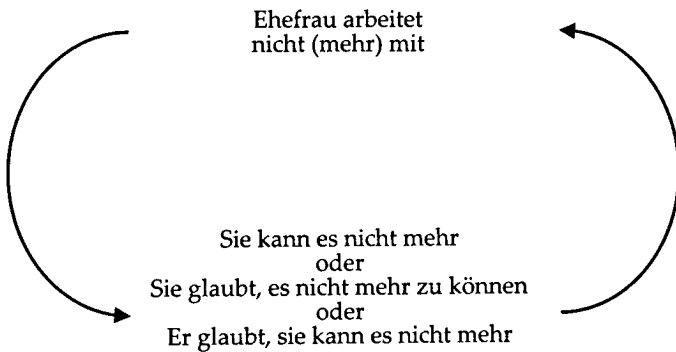 Ehefrau arbeitet
nicht (mehr) mit
Sie kann es nicht mehr
oder
Sie glaubt, es nicht mehr zu können
oder
Er glaubt, sie kann es nicht mehr